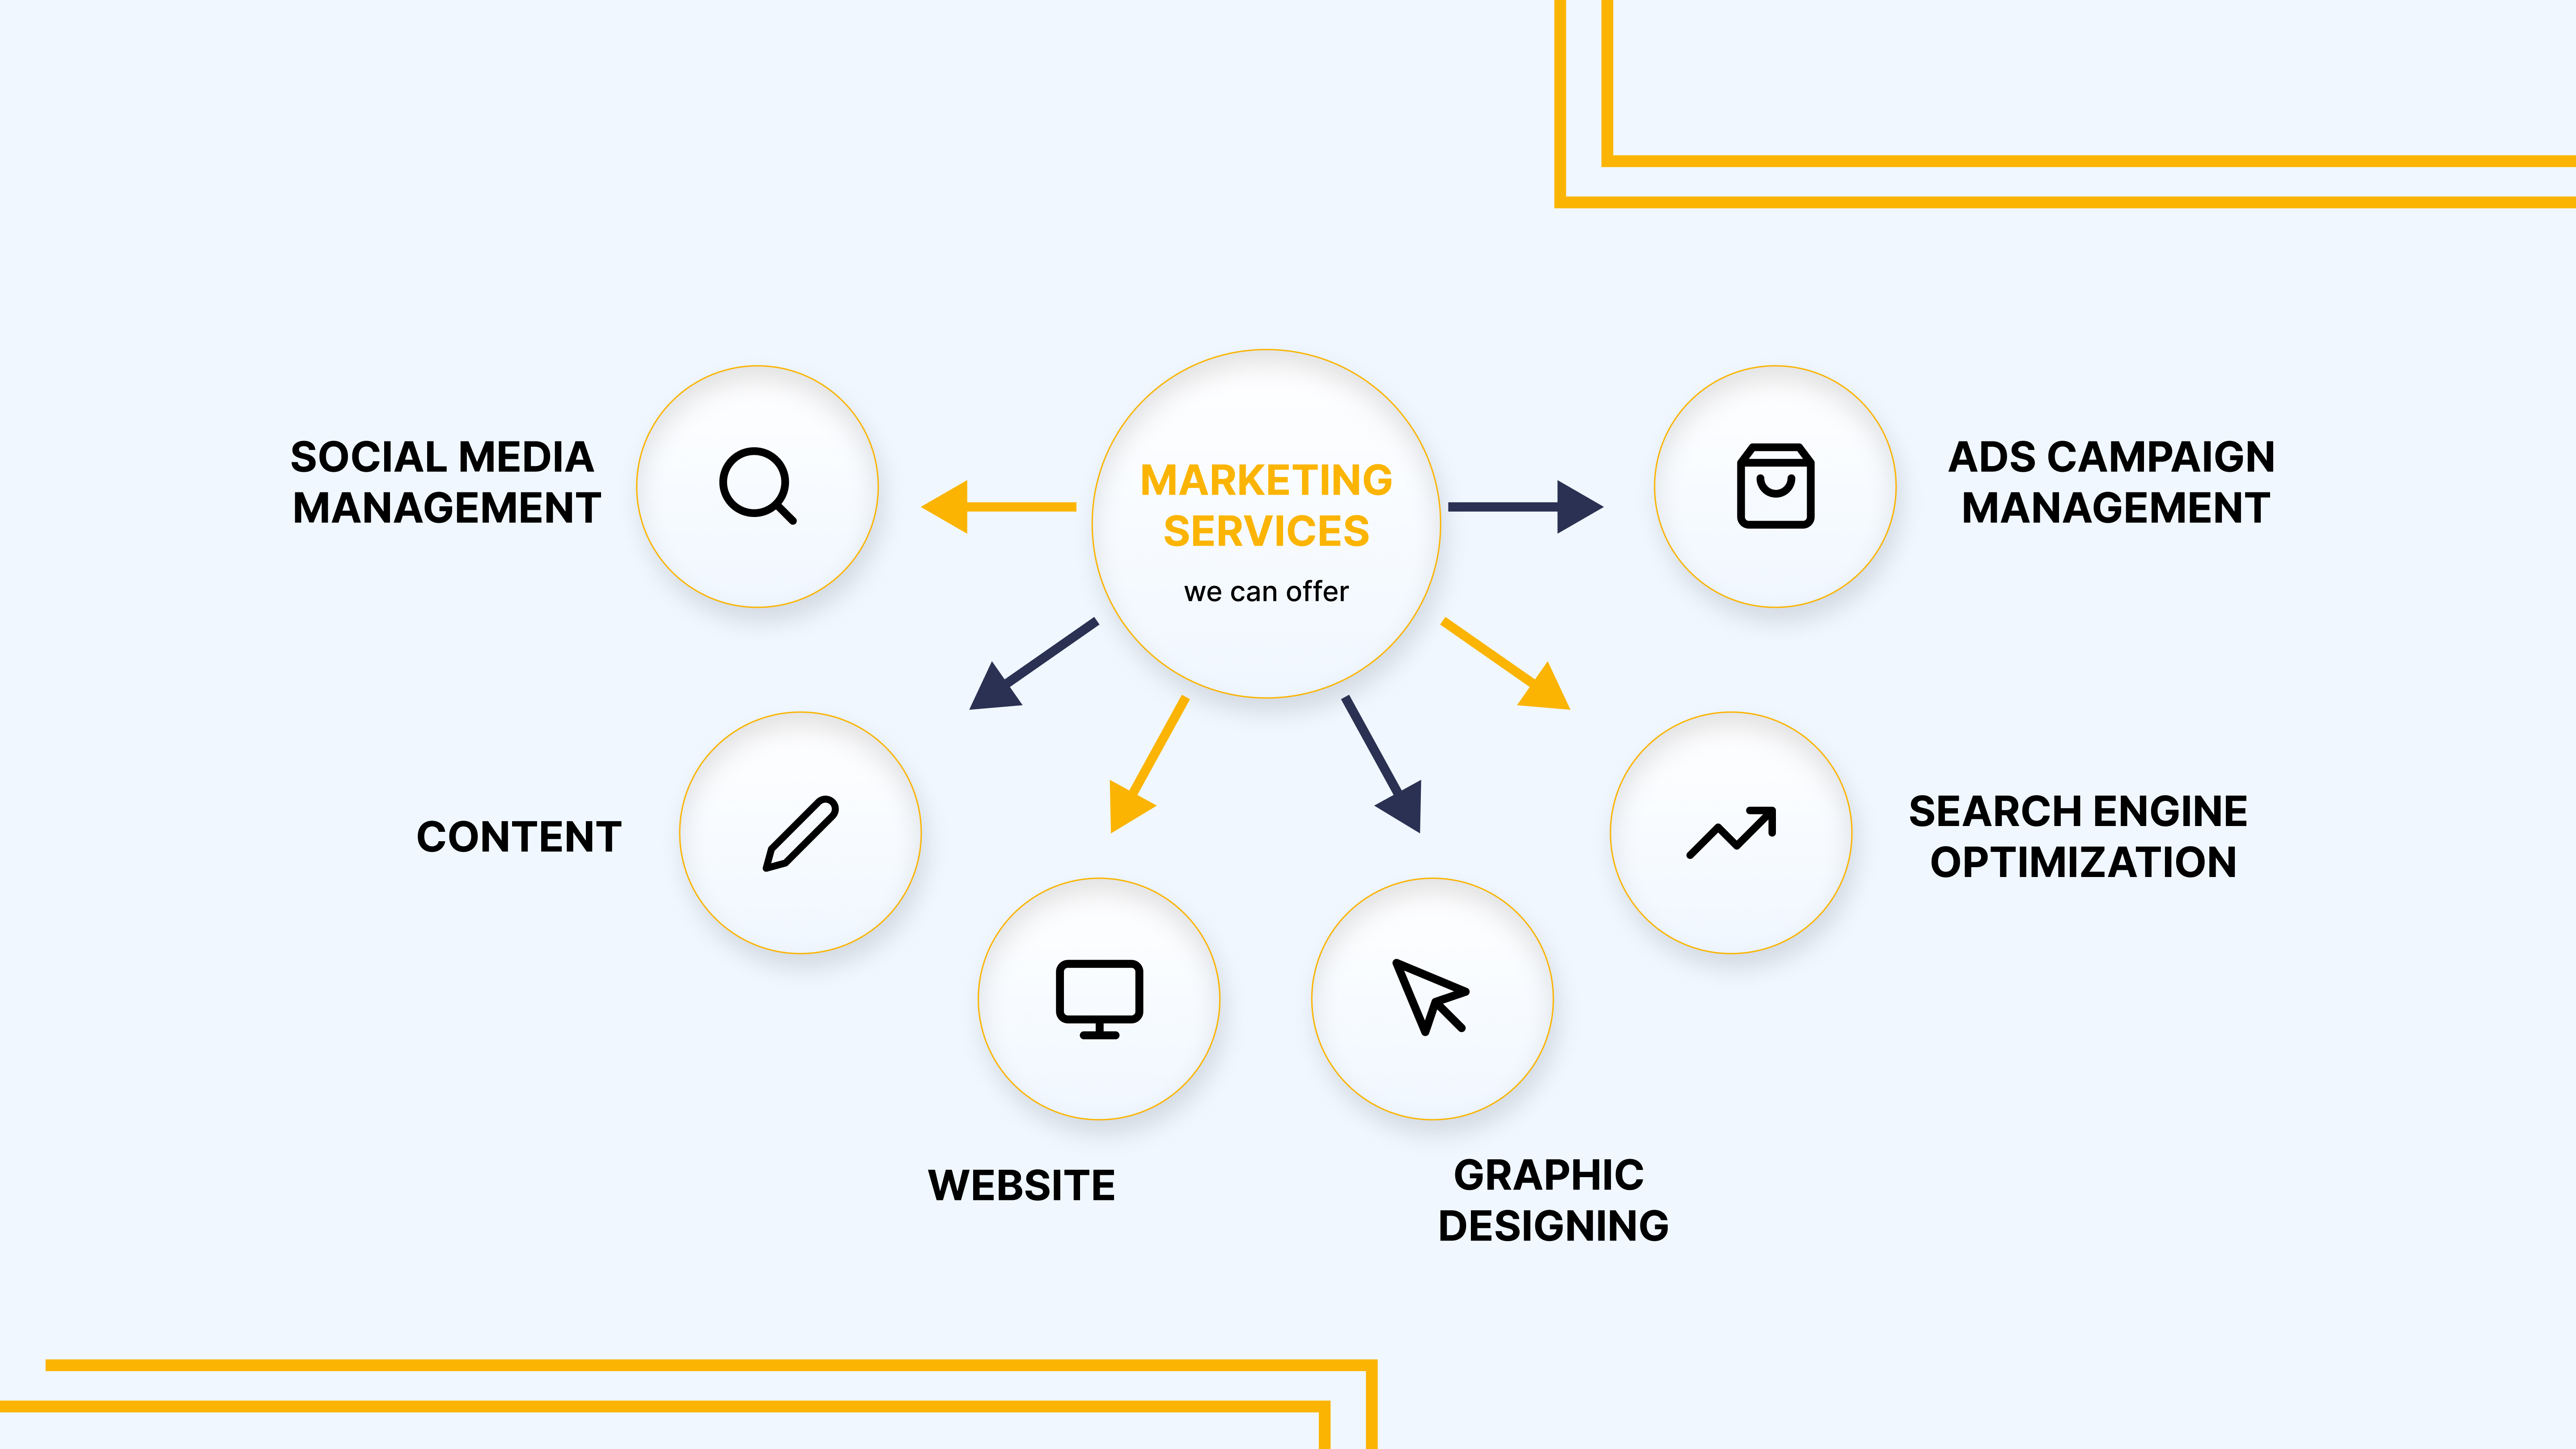 MARKETING
SERVICES
we can offer
SOCIAL MEDIA
MANAGEMENT
ADS CAMPAIGN
MANAGEMENT
CONTENT
SEARCH ENGINE
OPTIMIZATION
WEBSITE
GRAPHIC
DESIGNING